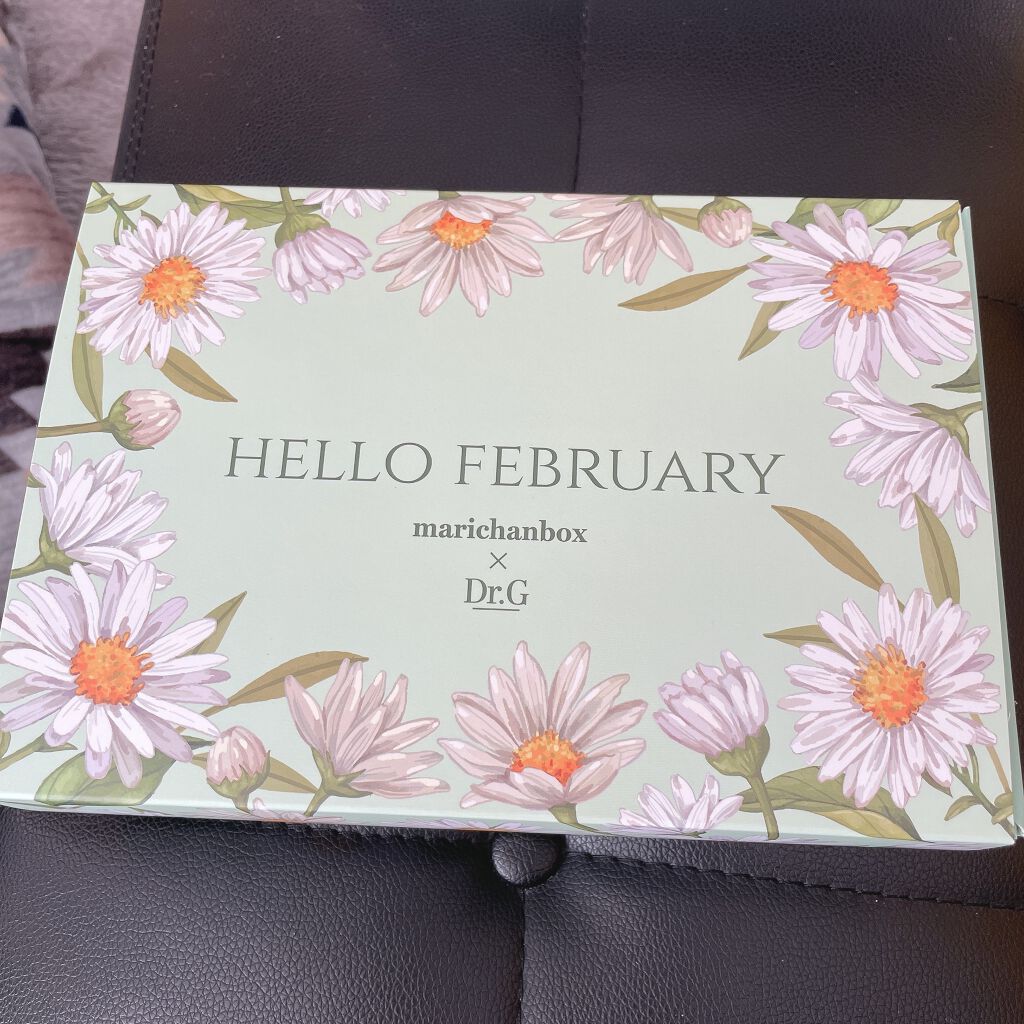 HELLO FEBRUARY
marichanbox
×
Dr.G